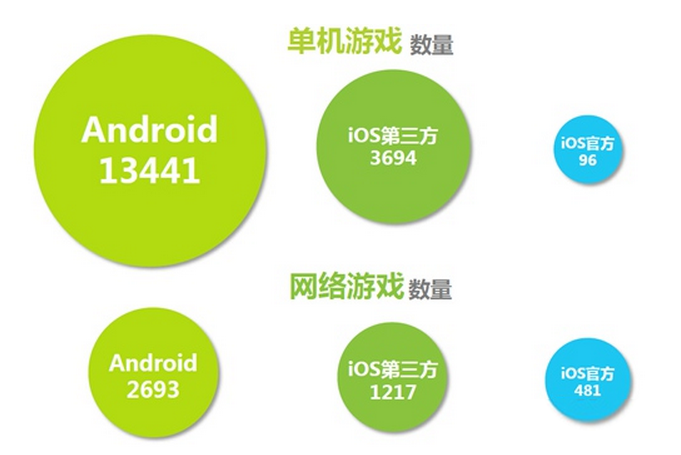 单机游戏 数量
Android
13441
iOS第三方
3694
iOS官方
96
网络游戏 数量
Android
2693
iOS第三方
1217
iOS官方
481